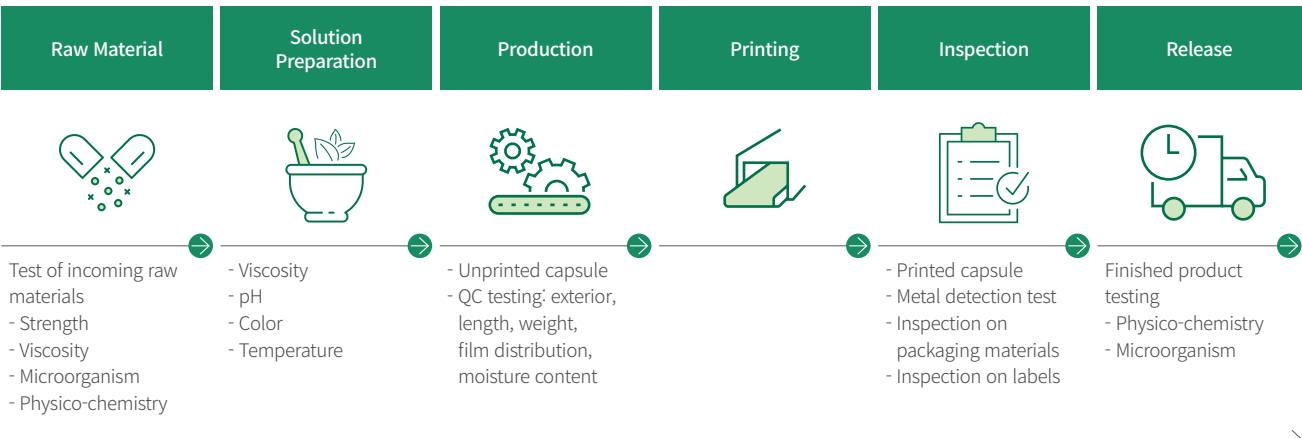 Raw Material
Solution
Preparation
Production
Printing
Inspection
Release
Test of incoming raw
materials
- Strength
- Viscosity
- Microorganism
- Physico-chemistry
- Viscosity
- pH
- Color
- Temperature
- Unprinted capsule
- QC testing: exterior,
length, weight,
film distribution,
moisture content
- Printed capsule
- Metal detection test
- Inspection on
packaging materials
- Inspection on labels
Finished product
testing
- Physico-chemistry
- Microorganism